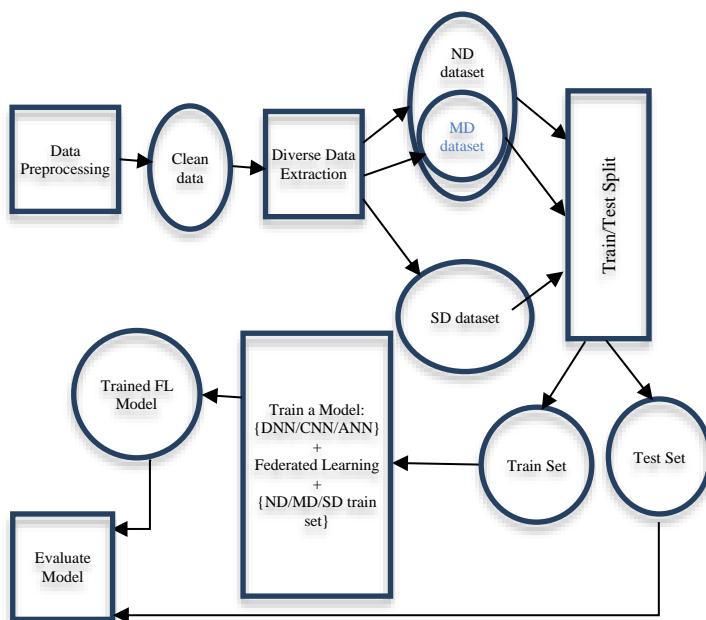 Data
Preprocessing
Clean
data
Diverse Data
Extraction
ND
dataset
MD
dataset
SD dataset
Train/Test Split
Trained FL
Model
Train a Model:
{DNN/CNN/ANN}
+
Federated Learning
+
{ND/MD/SD train
set}
Train Set
Test Set
Evaluate
Model